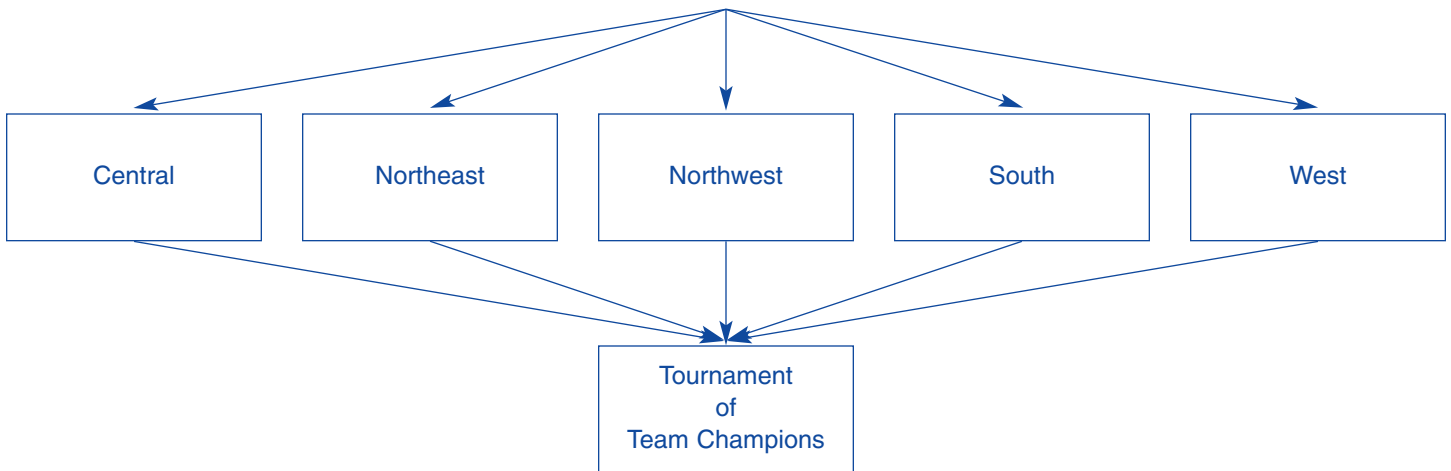 Central
Northeast
Northwest
South
West
Tournament
of
Team Champions